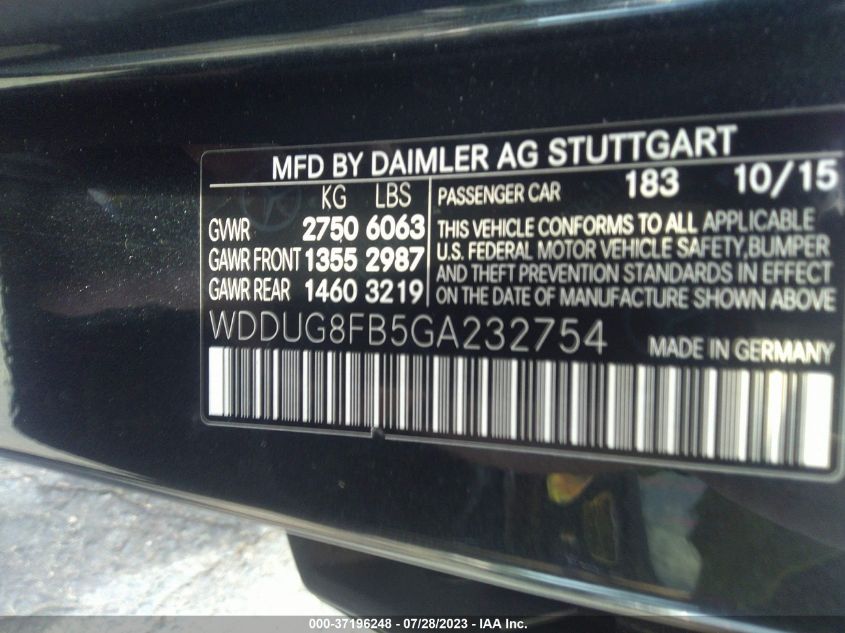 MFD BY DAIMLER AG STUTTGART
KG LBS
GVWR 2750 6063
GAWR FRONT 1355 2987
GAWR REAR 1460 3219
PASSENGER CAR 183 10/15
THIS VEHICLE CONFORMS TO ALL APPLICABLE
U.S. FEDERAL MOTOR VEHICLE SAFETY, BUMPER
AND THEFT PREVENTION STANDARDS IN EFFECT
ON THE DATE OF MANUFACTURE SHOWN ABOVE
WDDUG8FB5GA232754
MADE IN GERMANY
000-37196248 - 07/28/2023 - IAA Inc.